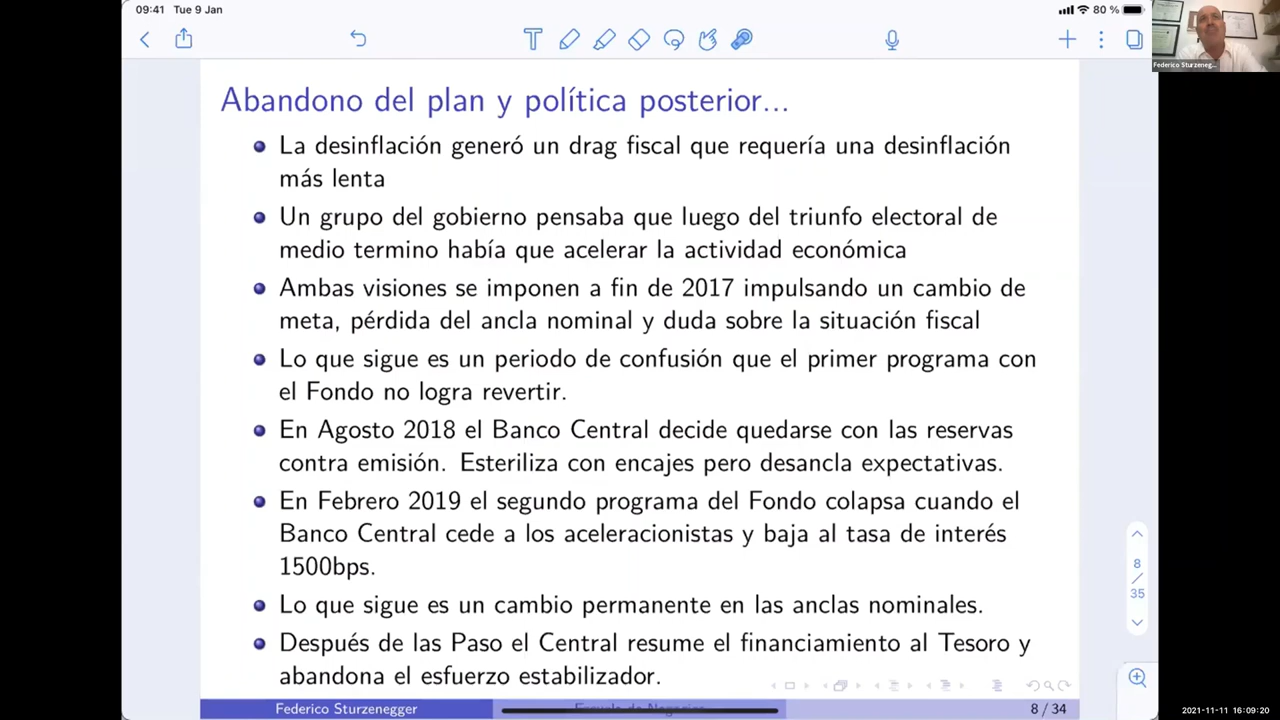 09:41 Tue 9 Jan
80 %
Federico Sturzeneg...
Abandono del plan y política posterior...
La desinflación generó un drag fiscal que requería una desinflación
más lenta
Un grupo del gobierno pensaba que luego del triunfo electoral de
medio termino había que acelerar la actividad económica
Ambas visiones se imponen a fin de 2017 impulsando un cambio de
meta, pérdida del ancla nominal y duda sobre la situación fiscal
Lo que sigue es un periodo de confusión que el primer programa con
el Fondo no logra revertir.
En Agosto 2018 el Banco Central decide quedarse con las reservas
contra emisión. Esteriliza con encajes pero desancla expectativas.
En Febrero 2019 el segundo programa del Fondo colapsa cuando el
Banco Central cede a los aceleracionistas y baja al tasa de interés
1500bps.
Lo que sigue es un cambio permanente en las anclas nominales.
Después de las Paso el Central resume el financiamiento al Tesoro y
abandona el esfuerzo estabilizador.
8
/
35
Federico Sturzenegger
Escuela de Negocios
8 / 34
2021-11-11 16:09:20